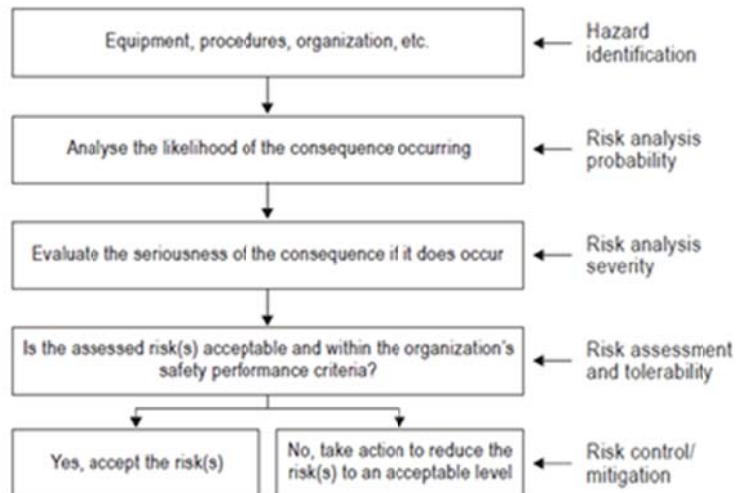 Equipment, procedures, organization, etc.
Hazard
identification
Analyse the likelihood of the consequence occurring
Risk analysis
probability
Evaluate the seriousness of the consequence if it does occur
Risk analysis
severity
Is the assessed risk(s) acceptable and within the organization's
safety performance criteria?
Risk assessment
and tolerability
Yes, accept the risk(s)
No, take action to reduce the
risk(s) to an acceptable level
Risk control/
mitigation